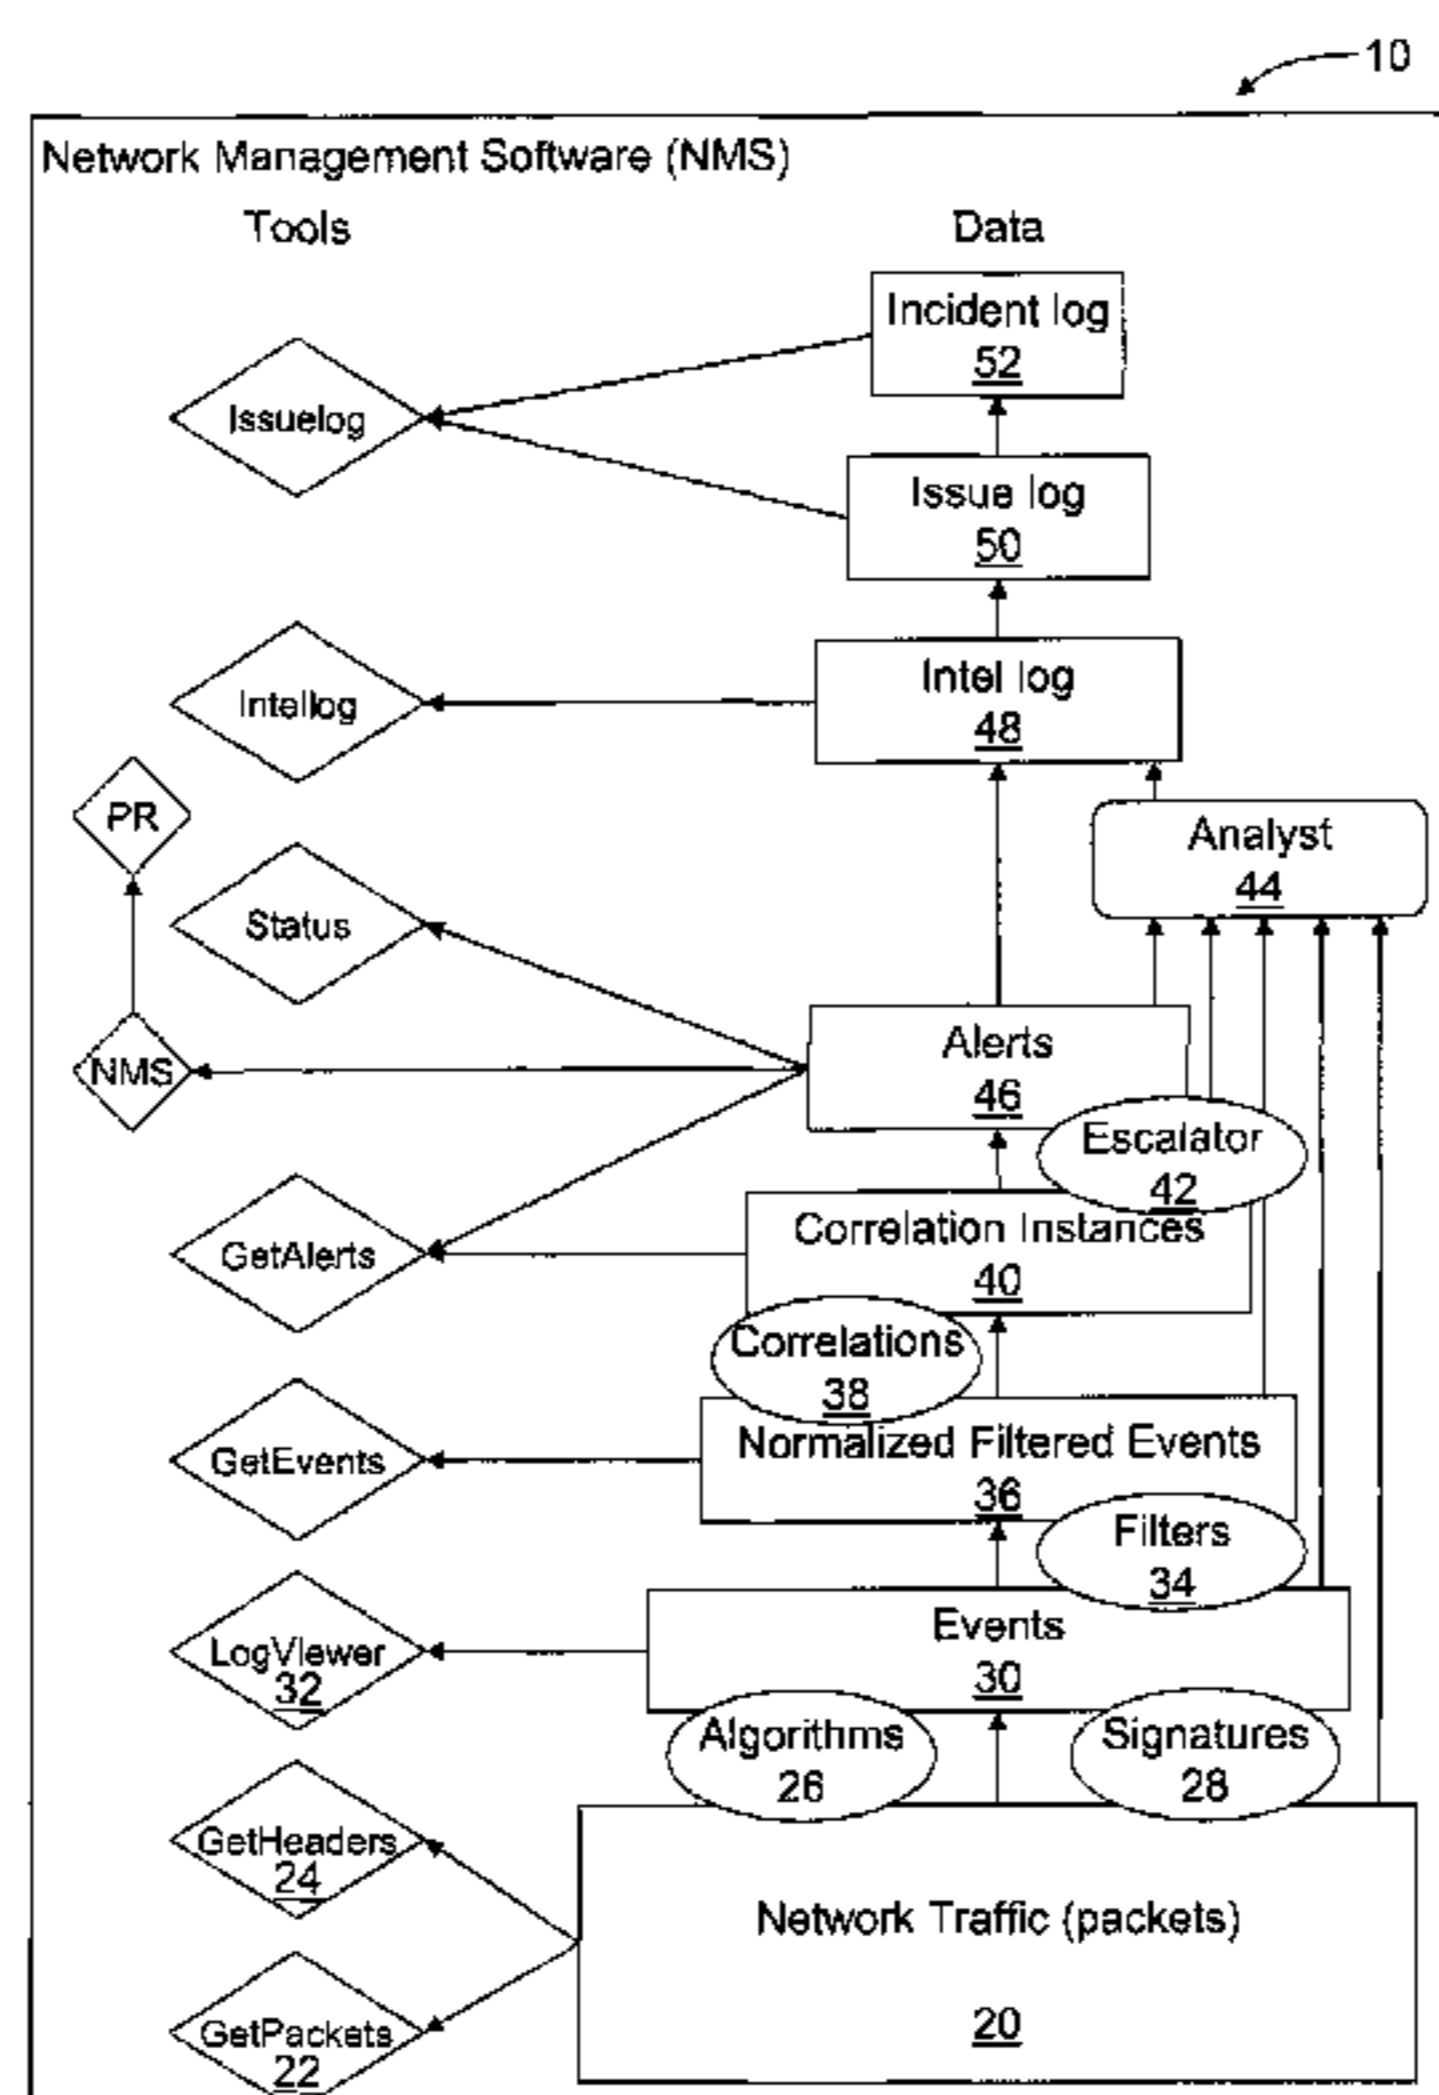 10
Network Management Software (NMS)
Tools
Data
Incident log
52
Issuelog
Issue log
50
Intel log
48
Intellog
PR
Analyst
44
Status
Alerts
46
NMS
Escalator
42
Correlation Instances
40
GetAlerts
Correlations
38
Normalized Filtered Events
36
GetEvents
Filters
34
Events
30
LogViewer
32
Algorithms
26
Signatures
28
GetHeaders
24
Network Traffic (packets)
20
GetPackets
22